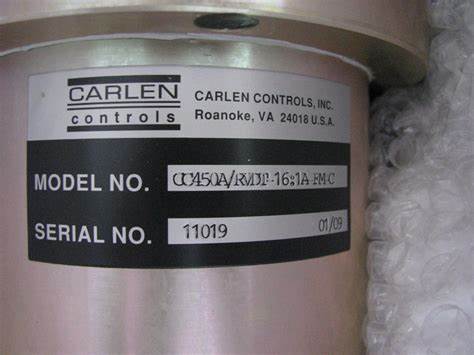 CARLEN
controls
CARLEN CONTROLS, INC.
Roanoke, VA 24018 U.S.A.
MODEL NO.
SERIAL NO. 11019 01/09